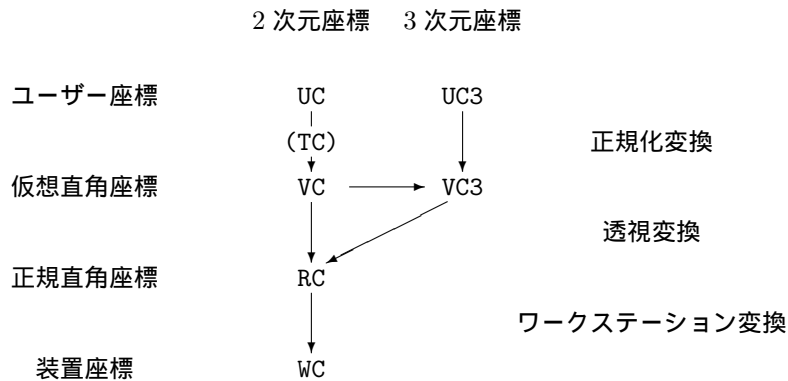 2 次元座標 3 次元座標
ユーザー座標 UC UC3
(TC) 正規化変換
仮想直角座標 VC VC3
透視変換
正規直角座標 RC
ワークステーション変換
装置座標 WC